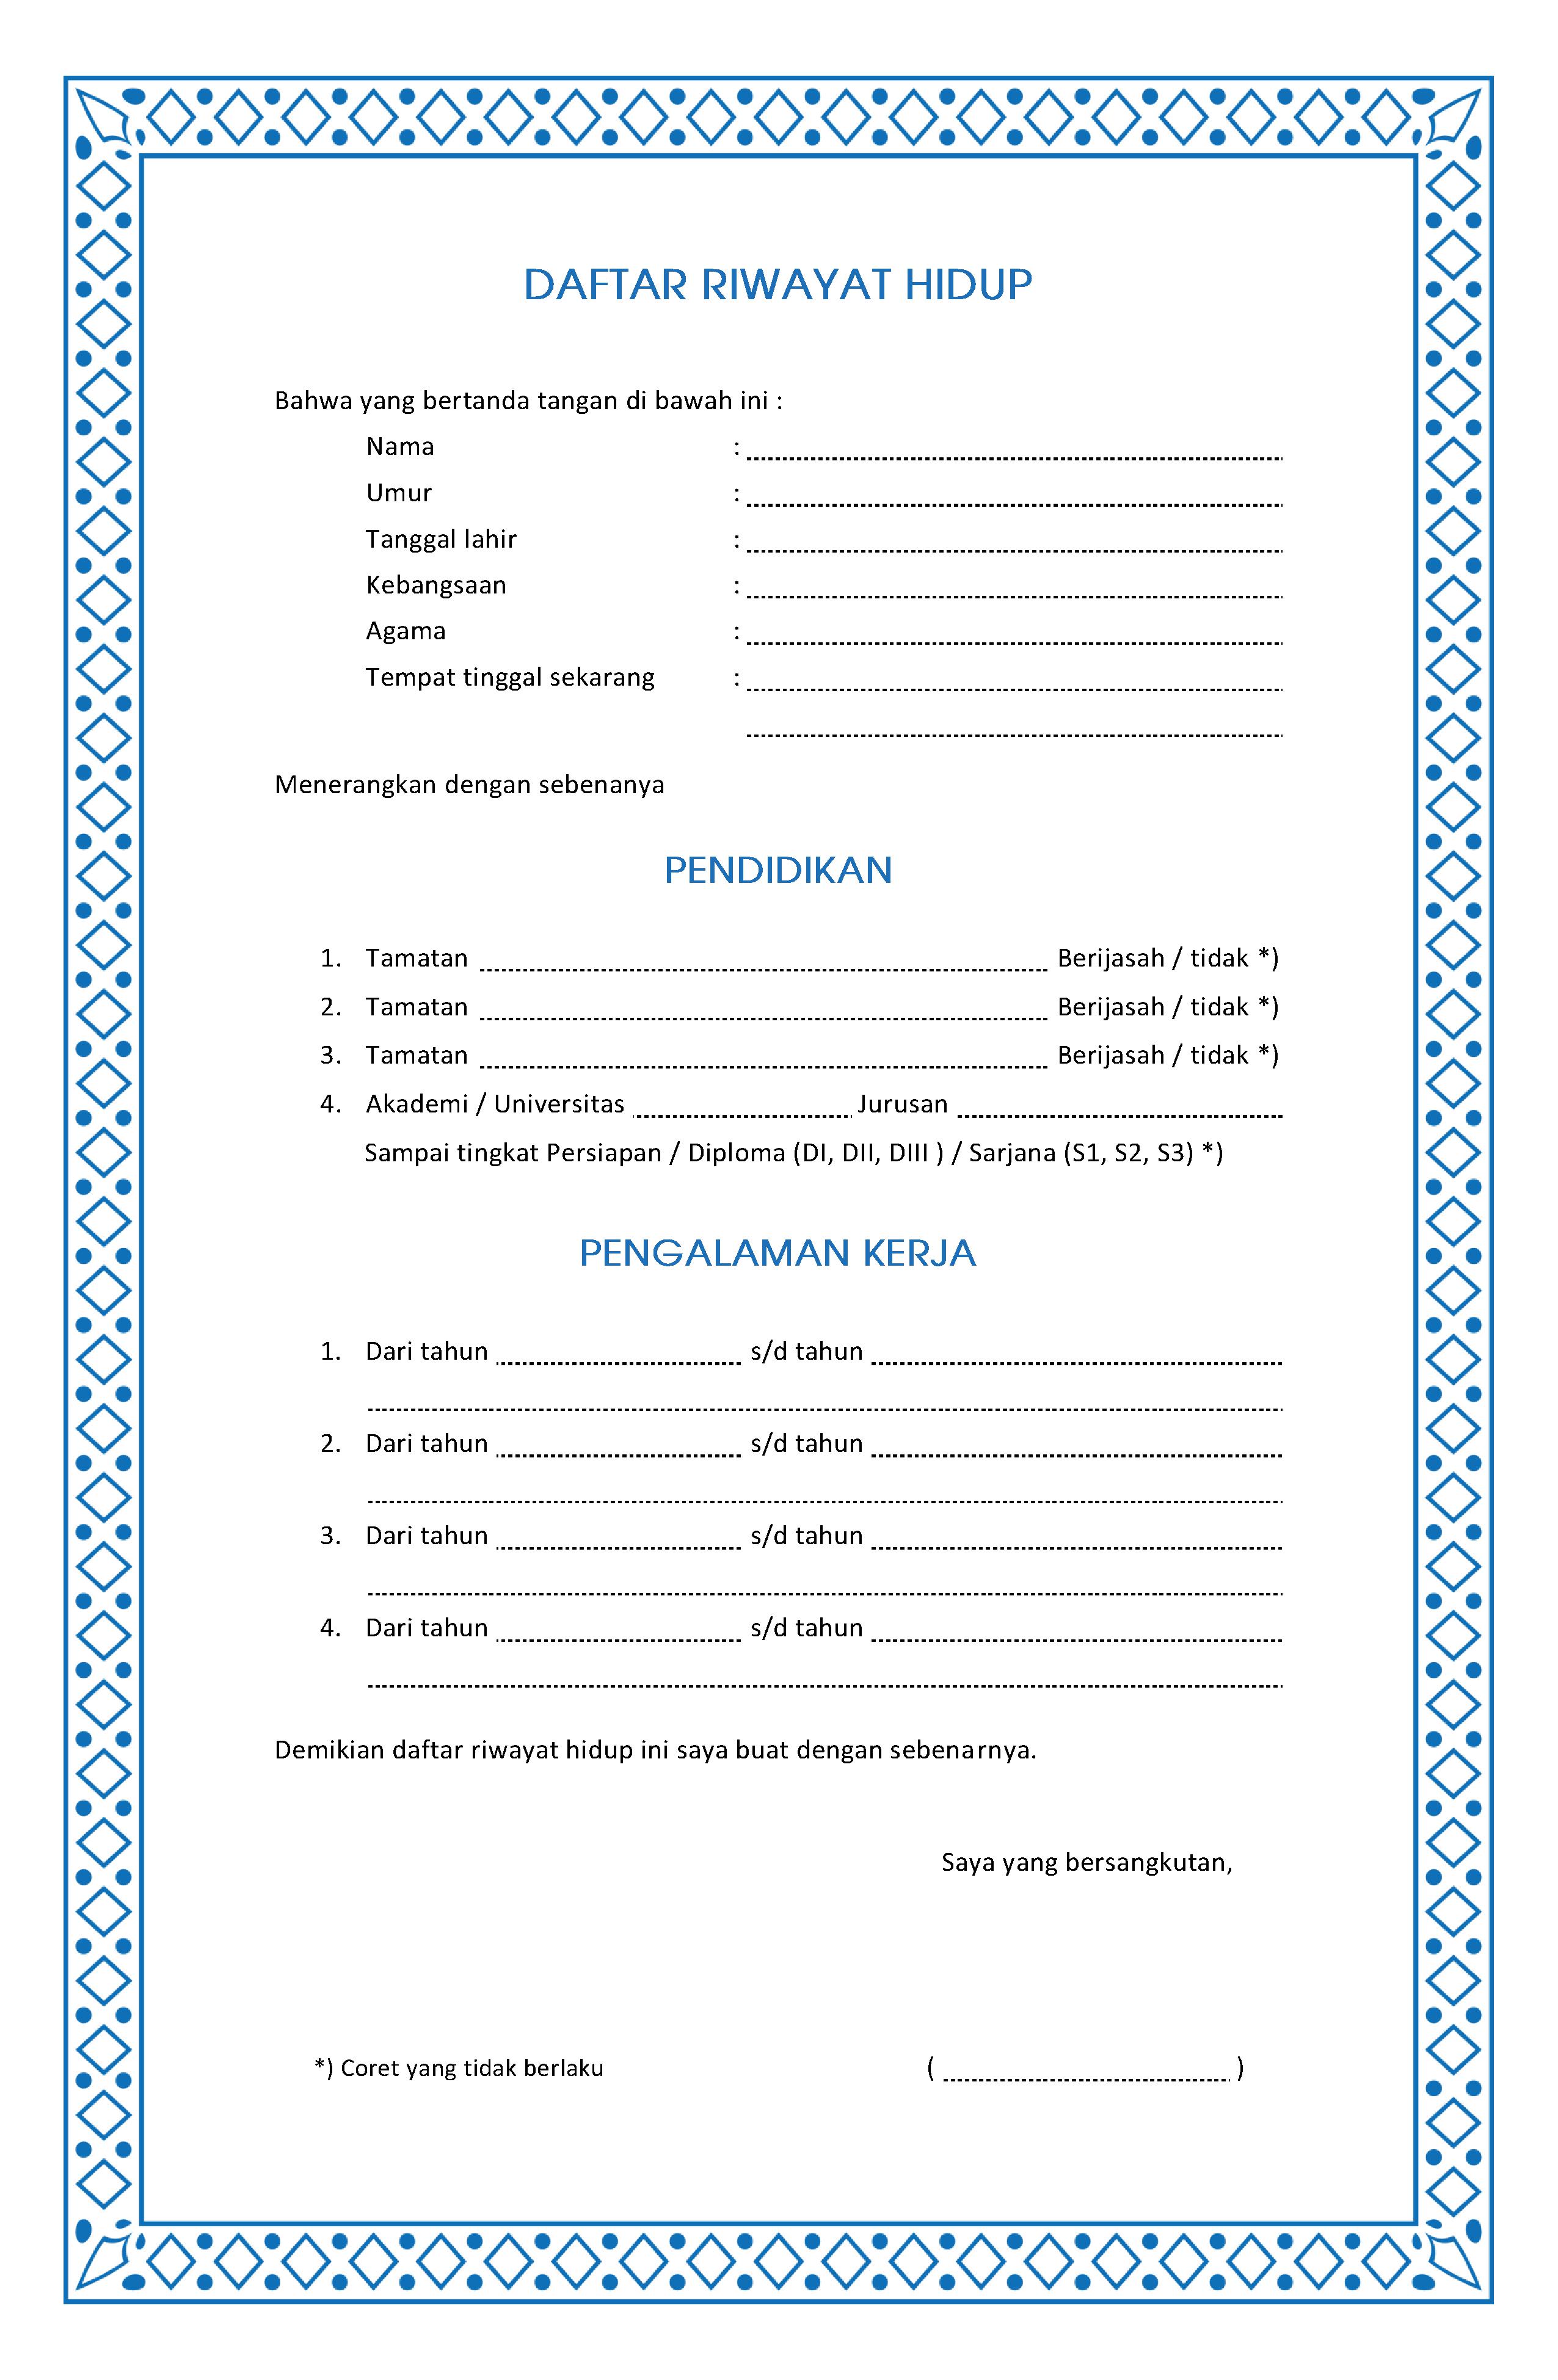 DAFTAR RIWAYAT HIDUP
Bahwa yang bertanda tangan di bawah ini :
Nama :
Umur :
Tanggal lahir :
Kebangsaan :
Agama :
Tempat tinggal sekarang :
Menerangkan dengan sebenanya
PENDIDIKAN
1. Tamatan Berijasah / tidak *)
2. Tamatan Berijasah / tidak *)
3. Tamatan Berijasah / tidak *)
4. Akademi / Universitas Jurusan
Sampai tingkat Persiapan / Diploma (DI, DII, DIII ) / Sarjana (S1, S2, S3) *)
PENGALAMAN KERJA
1. Dari tahun s/d tahun
2. Dari tahun s/d tahun
3. Dari tahun s/d tahun
4. Dari tahun s/d tahun
Demikian daftar riwayat hidup ini saya buat dengan sebenarnya.
Saya yang bersangkutan,
*) Coret yang tidak berlaku ( )